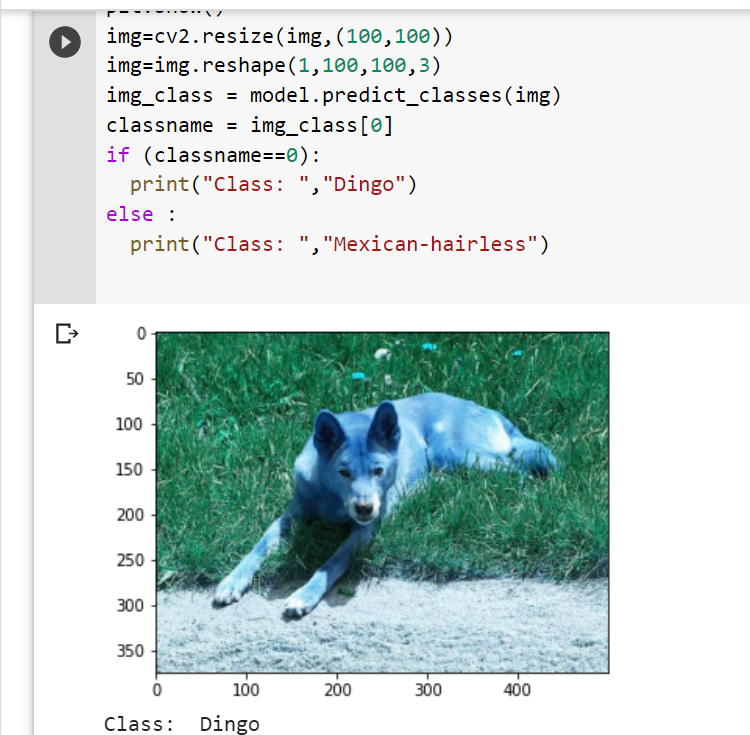 img=cv2.resize(img,(100,100))
img=img.reshape(1,100,100,3)
img_class = model.predict_classes(img)
classname = img_class[0]
if (classname==0):
  print("Class: ","Dingo")
else :
  print("Class: ","Mexican-hairless")
0
50
100
150
200
250
300
350
0 100 200 300 400
Class:  Dingo